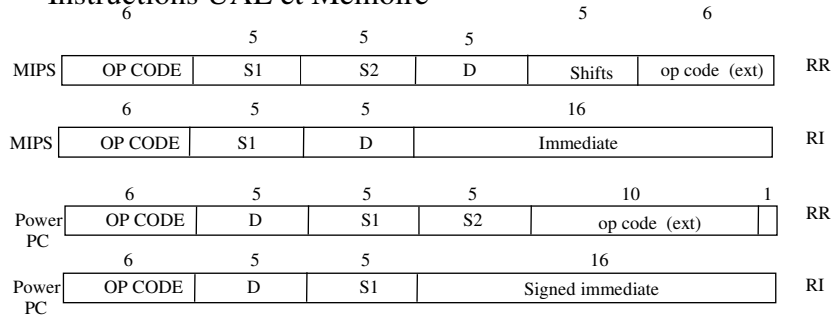 Instructions UAL et Mémoire
6 5 6
5 5 5
MIPS OP CODE S1 S2 D Shifts op code (ext) RR
6 5 5 16
MIPS OP CODE S1 D Immediate RI
6 5 5 5 10 1
Power PC OP CODE D S1 S2 op code (ext) RR
6 5 5 16
Power PC OP CODE D S1 Signed immediate RI